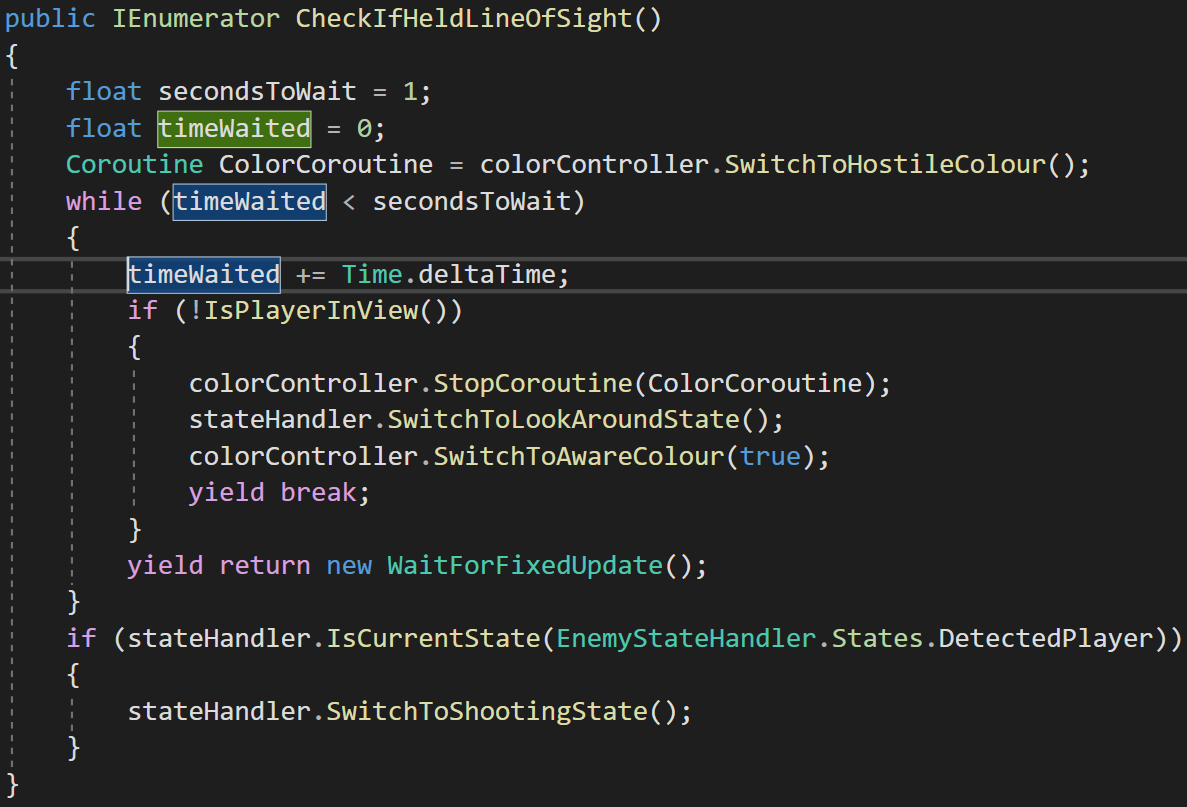 public IEnumerator CheckIfHeldLineOfSight()
{
    float secondsToWait = 1;
    float timeWaited = 0;
    Coroutine ColorCoroutine = colorController.SwitchToHostileColour();
    while (timeWaited < secondsToWait)
    {
        timeWaited += Time.deltaTime;
        if (!IsPlayerInView())
        {
            colorController.StopCoroutine(ColorCoroutine);
            stateHandler.SwitchToLookAroundState();
            colorController.SwitchToAwareColour(true);
            yield break;
        }
        yield return new WaitForFixedUpdate();
    }
    if (stateHandler.IsCurrentState(EnemyStateHandler.States.DetectedPlayer))
    {
        stateHandler.SwitchToShootingState();
    }
}